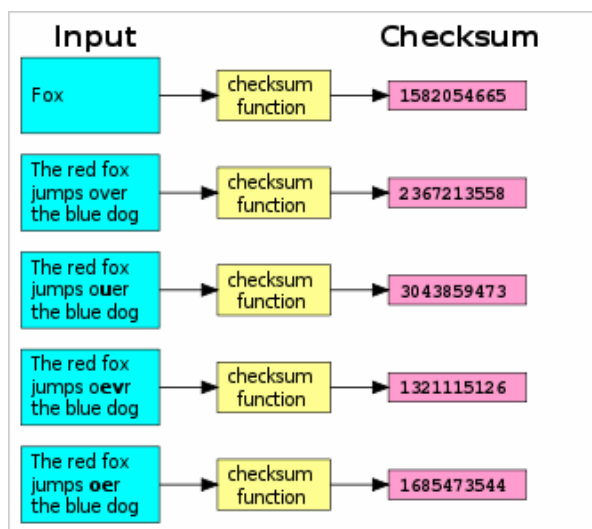 Input Checksum
Fox
checksum
function
1582054665
The red fox
jumps over
the blue dog
checksum
function
2367213558
The red fox
jumps ouer
the blue dog
checksum
function
3043859473
The red fox
jumps oevr
the blue dog
checksum
function
1321115126
The red fox
jumps oer
the blue dog
checksum
function
1685473544